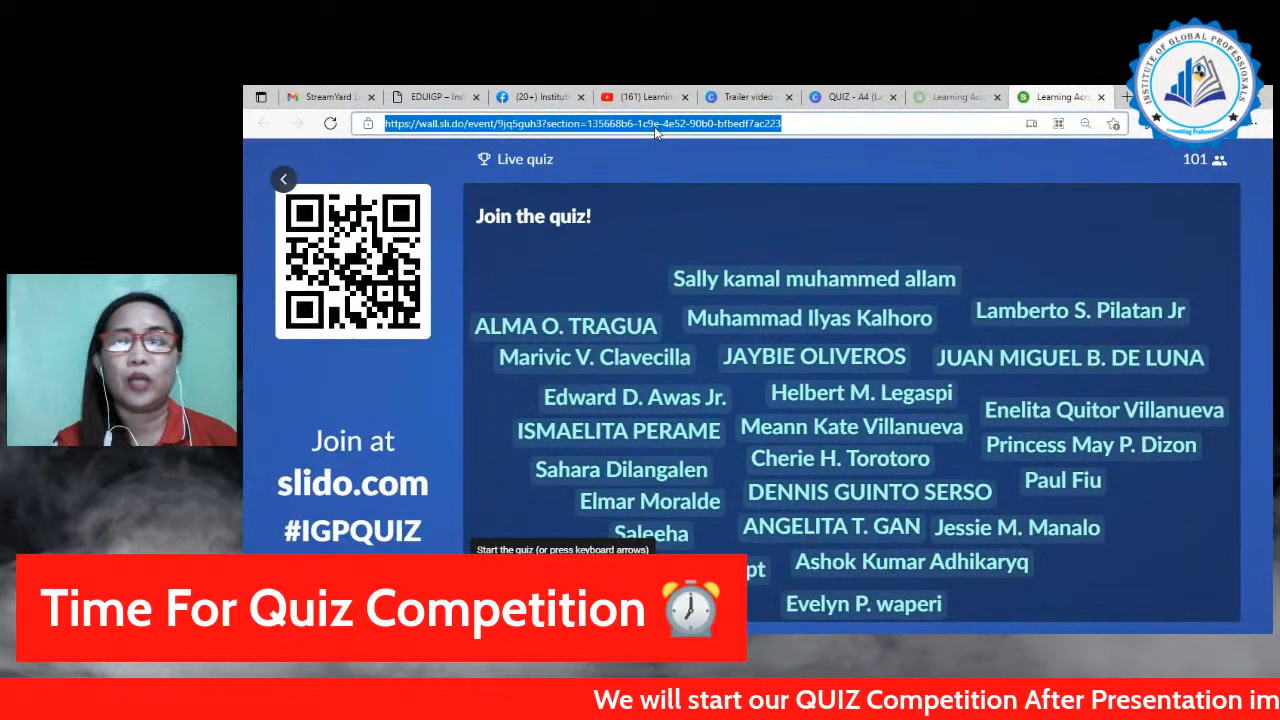 INSTITUTE OF GLOBAL PROFESSIONALS
Consulting Professionals
StreamYard L
EDUIGP – Ins
(20+) Institut
(161) Learnin
Trailer video
QUIZ - A4 (La
Learning Acr
Learning Acr
https://wall.sli.do/event/9jq5guh3?section=135668b6-1c9e-4e52-90b0-bfbedf7ac223
Live quiz
101
Join the quiz!
Sally kamal muhammed allam
ALMA O. TRAGUA
Muhammad Ilyas Kalhoro
Lamberto S. Pilatan Jr
Marivic V. Clavecilla
JAYBIE OLIVEROS
JUAN MIGUEL B. DE LUNA
Edward D. Awas Jr.
Helbert M. Legaspi
Enelita Quitor Villanueva
ISMAELITA PERAME
Meann Kate Villanueva
Princess May P. Dizon
Sahara Dilangalen
Cherie H. Torotoro
Paul Fiu
Elmar Moralde
DENNIS GUINTO SERSO
Saleeha
ANGELITA T. GAN
Jessie M. Manalo
pt
Ashok Kumar Adhikaryq
Evelyn P. waperi
Start the quiz (or press keyboard arrows)
Join at
slido.com
#IGPQUIZ
Time For Quiz Competition
We will start our QUIZ Competition After Presentation im